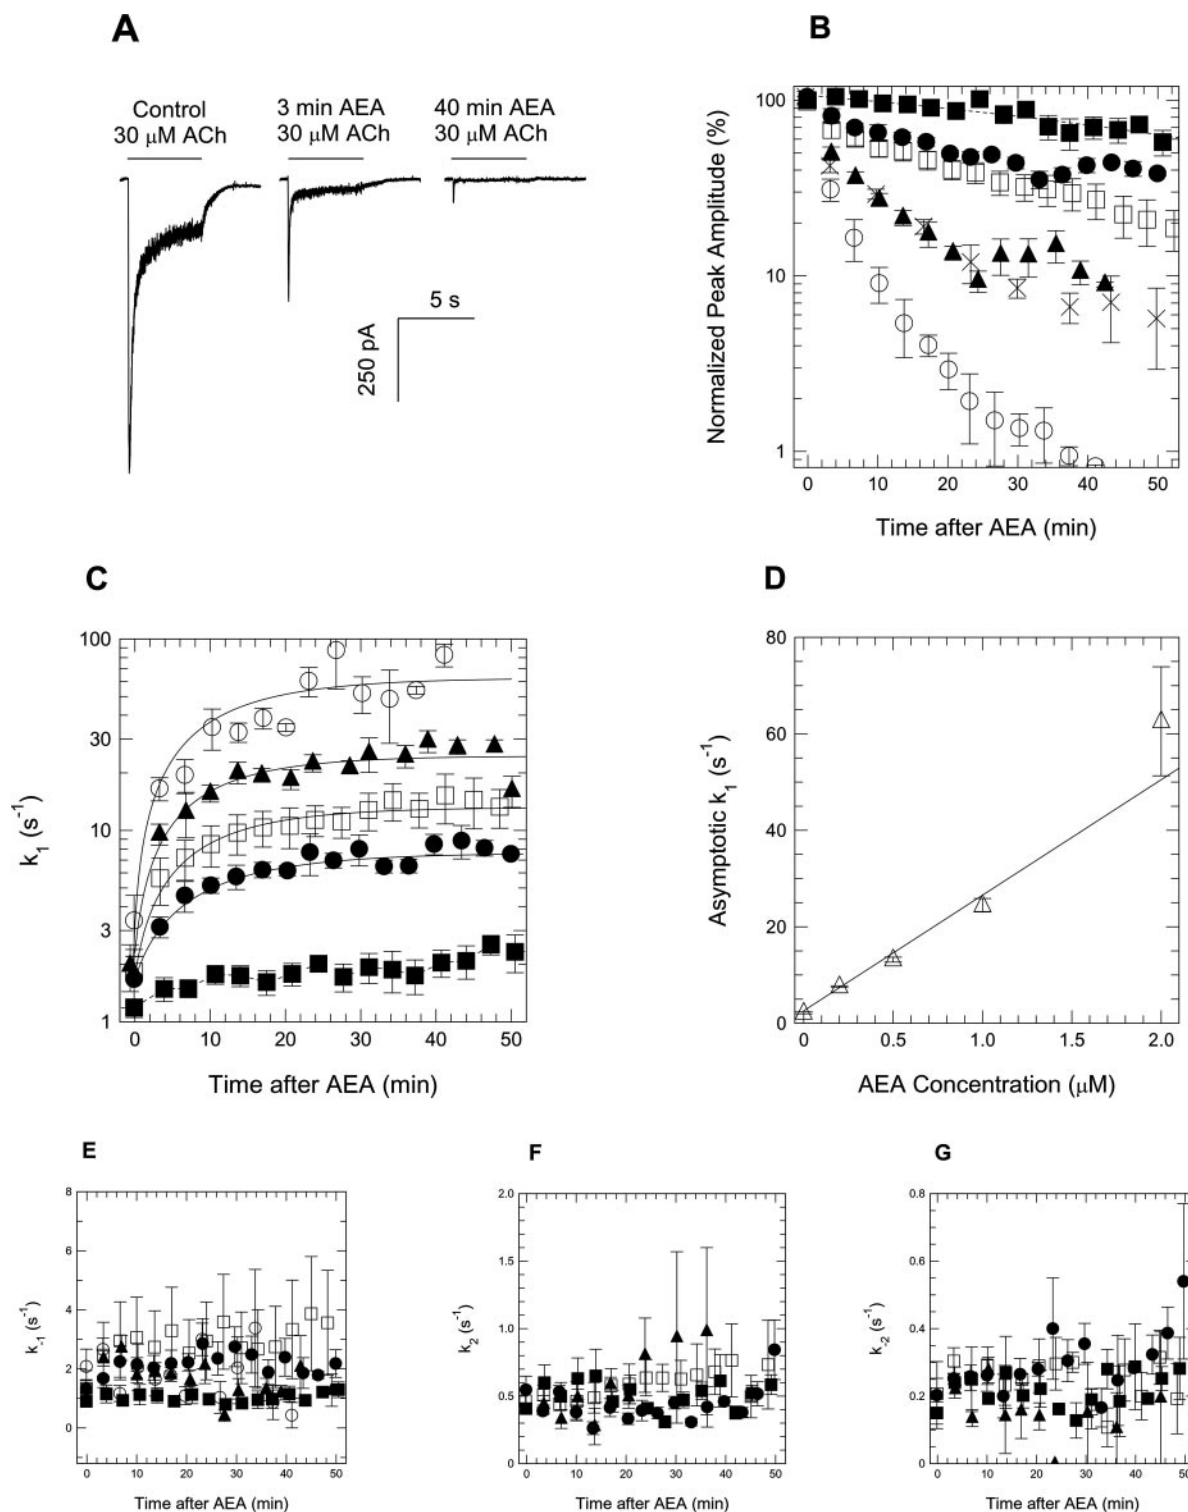 A
Control
30 μM ACh
3 min AEA
30 μM ACh
40 min AEA
30 μM ACh
5 s
250 pA
B
Normalized Peak Amplitude (%)
100
10
1
0 10 20 30 40 50
Time after AEA (min)
C
k1 (s-1)
100
30
10
3
1
0 10 20 30 40 50
Time after AEA (min)
D
Asymptotic k1 (s-1)
80
60
40
20
0
0 0.5 1.0 1.5 2.0
AEA Concentration (μM)
E
k-1 (s-1)
8
6
4
2
0
0 10 20 30 40 50
Time after AEA (min)
F
k2 (s-1)
2.0
1.5
1.0
0.5
0
0 10 20 30 40 50
Time after AEA (min)
G
k-2 (s-1)
0.8
0.6
0.4
0.2
0
0 10 20 30 40 50
Time after AEA (min)